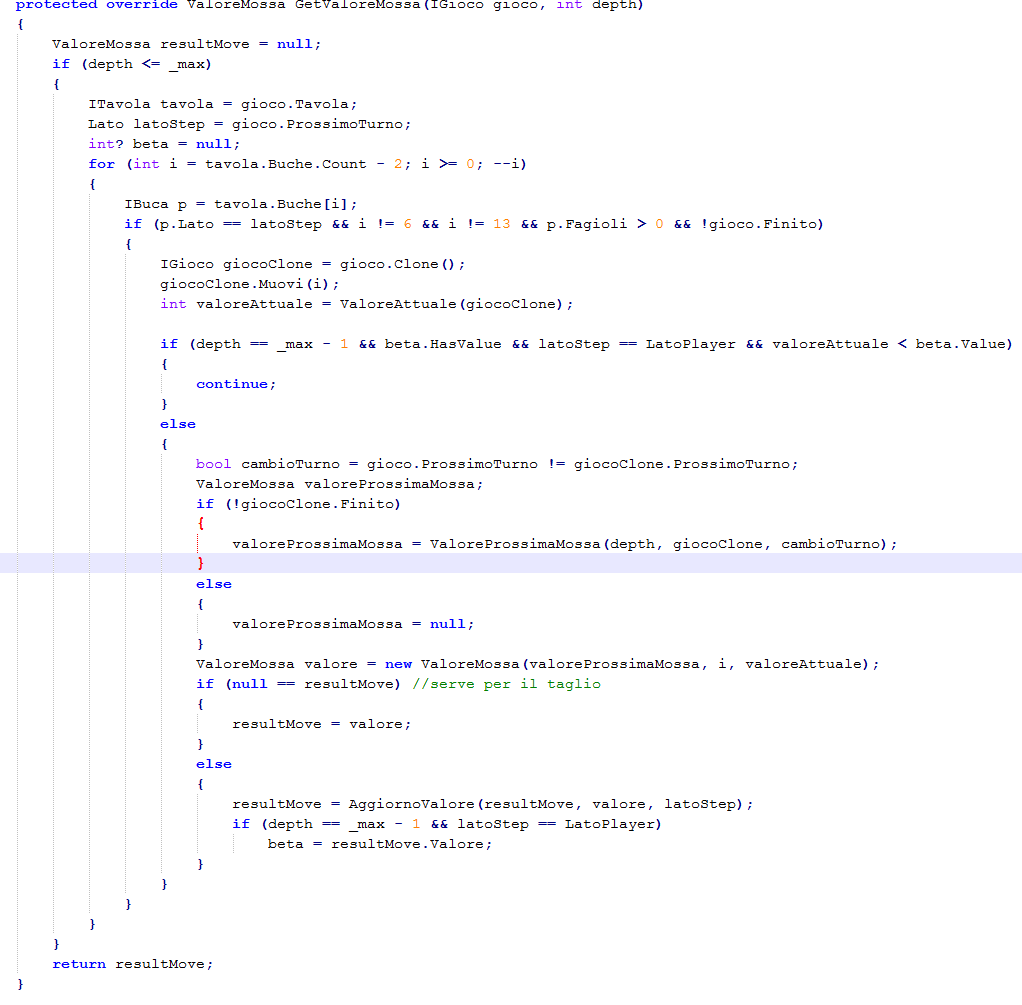 protected override ValoreMossa GetValoreMossa(IGioco gioco, int depth)
{
    ValoreMossa resultMove = null;
    if (depth <= _max)
    {
        ITavola tavola = gioco.Tavola;
        Lato latoStep = gioco.ProssimoTurno;
        int? beta = null;
        for (int i = tavola.Buche.Count - 2; i >= 0; --i)
        {
            IBuca p = tavola.Buche[i];
            if (p.Lato == latoStep && i != 6 && i != 13 && p.Fagioli > 0 && !gioco.Finito)
            {
                IGioco giocoClone = gioco.Clone();
                giocoClone.Muovi(i);
                int valoreAttuale = ValoreAttuale(giocoClone);

                if (depth == _max - 1 && beta.HasValue && latoStep == LatoPlayer && valoreAttuale < beta.Value)
                {
                    continue;
                }
                else
                {
                    bool cambioTurno = gioco.ProssimoTurno != giocoClone.ProssimoTurno;
                    ValoreMossa valoreProssimaMossa;
                    if (!giocoClone.Finito)
                    {
                        valoreProssimaMossa = ValoreProssimaMossa(depth, giocoClone, cambioTurno);
                    }
                    else
                    {
                        valoreProssimaMossa = null;
                    }
                    ValoreMossa valore = new ValoreMossa(valoreProssimaMossa, i, valoreAttuale);
                    if (null == resultMove) //serve per il taglio
                    {
                        resultMove = valore;
                    }
                    else
                    {
                        resultMove = AggiornoValore(resultMove, valore, latoStep);
                        if (depth == _max - 1 && latoStep == LatoPlayer)
                            beta = resultMove.Valore;
                    }
                }
            }
        }
    }
    return resultMove;
}